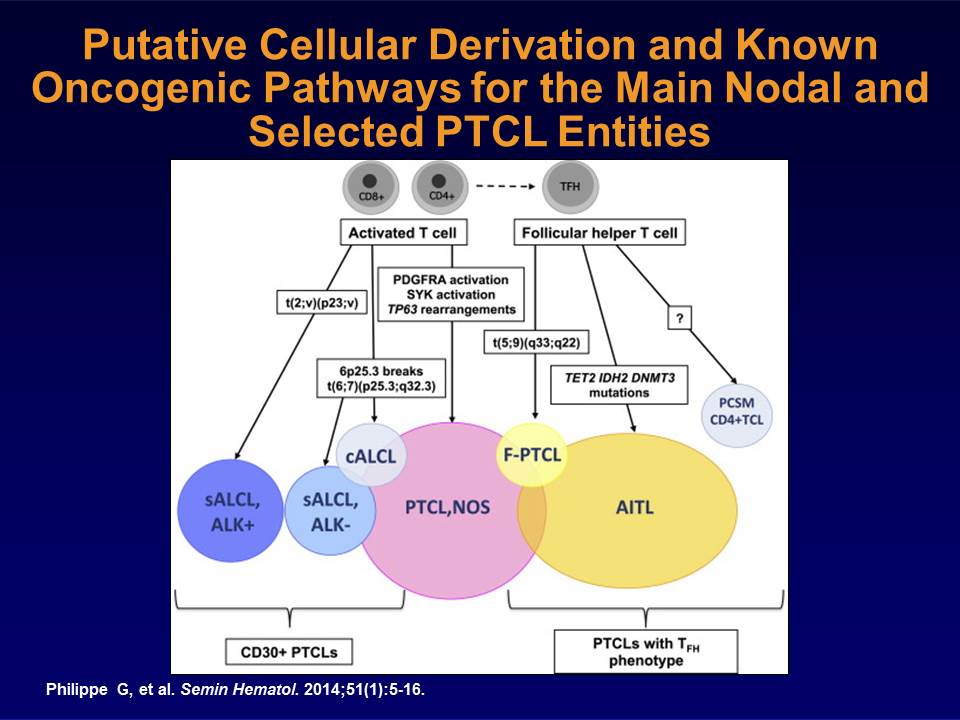 Putative Cellular Derivation and Known
Oncogenic Pathways for the Main Nodal and
Selected PTCL Entities
CD8+
CD4+
TFH
Activated T cell
Follicular helper T cell
PDGFRA activation
SYK activation
TP63 rearrangements
t(2;v)(p23;v)
?
t(5;9)(q33;q22)
6p25.3 breaks
t(6;7)(p25.3;q32.3)
TET2 IDH2 DNMT3
mutations
PCSM
CD4+TCL
cALCL
F-PTCL
sALCL,
ALK+
sALCL,
ALK-
PTCL,NOS
AITL
CD30+ PTCLs
PTCLs with TFH
phenotype
Philippe G, et al. Semin Hematol. 2014;51(1):5-16.